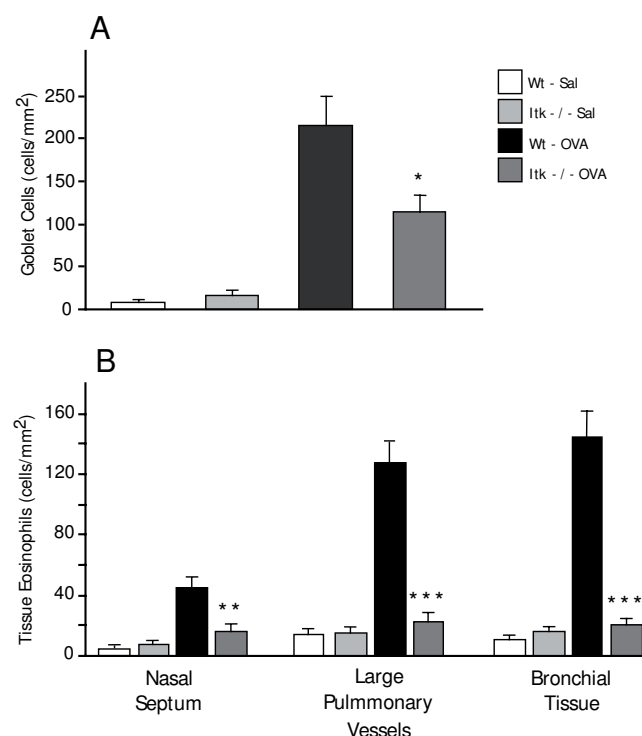 A
Goblet Cells (cells/mm²)
250
200
150
100
50
0
*
Wt - Sal
Itk - / - Sal
Wt - OVA
Itk - / - OVA
B
Tissue Eosinophils (cells/mm²)
160
120
80
40
0
* *
* * *
* * *
Nasal
Septum
Large
Pulmmonary
Vessels
Bronchial
Tissue